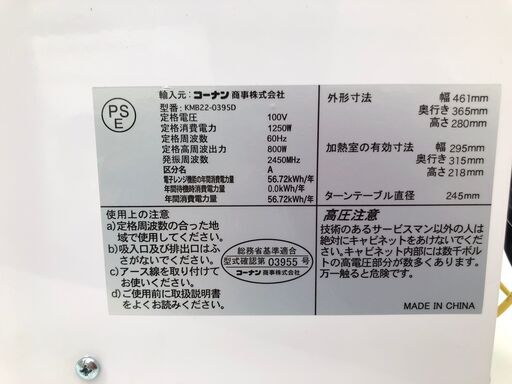 PS
E
輸入元: コーナン 商事株式会社
型番: KMB22-0395D
定格電圧 100V
定格消費電力 1250W
定格周波数 60Hz
定格高周波出力 800W
発振周波数 2450MHz
区分名 A
電子レンジ機能の年間消費電力量 56.72kWh/年
年間待機時消費電力量 0.0kWh/年
年間消費電力量 56.72kWh/年
外形寸法 幅 461mm
奥行き 365mm
高さ 280mm
加熱室の有効寸法 幅 295mm
奥行き 315mm
高さ 218mm
ターンテーブル直径 245mm
使用上の注意
a)定格周波数の合った地
域で使用してください。
b)吸入口及び排出口はふ
さがないでください。
c)アース線を取り付けて
お使いください。
d)ご使用前に取扱説明書
をよくお読みください。
総務省基準適合
型式確認第 03955 号
コーナン 商事株式会社
高圧注意
技術のあるサービスマン以外の人は
絶対にキャビネットをあけないでくだ
さい。キャビネット内部には数千ボル
トの高電圧部分が数多くあります。
万一触ると危険です。
MADE IN CHINA